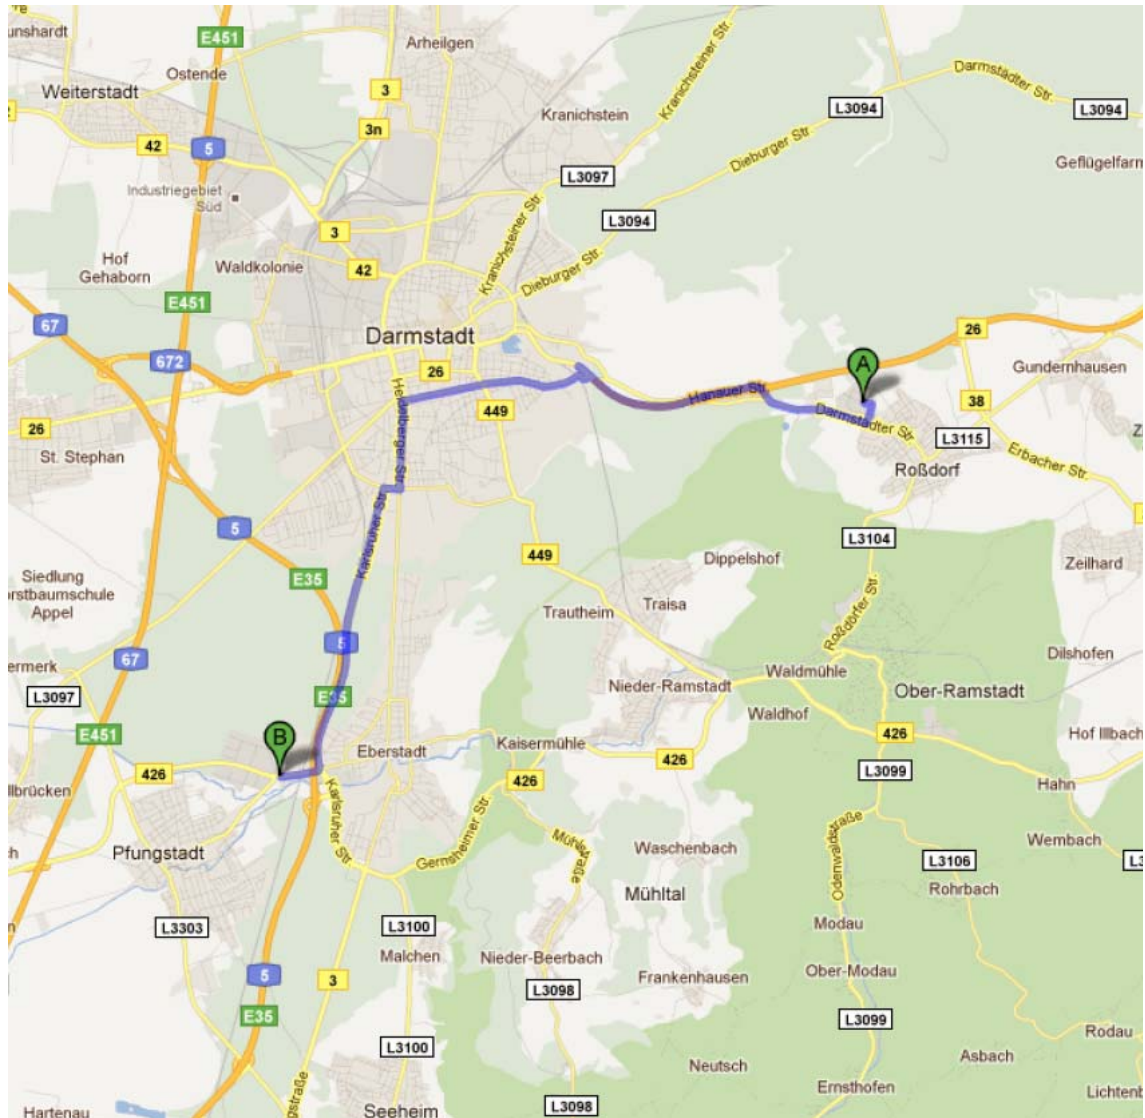 E451
unshardt
Arheilgen
Ostende
Weiterstadt
3
Darmstädter Str.
L3094
L3094
Kranichsteiner Str.
Kranichstein
3n
42
5
Dieburger Str.
Geflügelfarm
L3097
Industriegebiet
Süd
L3094
3
Kranichsteiner Str.
Hof
Gehaborn
Waldkolonie
42
Dieburger Str.
E451
67
Darmstadt
26
672
26
A
Gundernhausen
Heidelberger Str.
Hanauer Str.
38
449
Darmstädter Str.
26
L3115
St. Stephan
Roßdorf
Erbacher Str.
Karlsruher Str.
5
L3104
449
Dippelshof
Zeilhard
Siedlung
orstbaumschule
Appel
E35
Trautheim
Traisa
Roßdörfer Str.
5
67
ermerk
Dilshofen
Waldmühle
L3097
E35
Nieder-Ramstadt
Ober-Ramstadt
Waldhof
E451
B
426
Hof Illbach
Eberstadt
Kaisermühle
426
426
L3099
426
Hahn
llbrücken
Karlsruher Str.
Gernsheimer Str.
Mühlstraße
Odenwaldstraße
Pfungstadt
Waschenbach
Wembach
L3106
L3
Rohrbach
Mühltal
L3303
L3100
Modau
Malchen
Nieder-Beerbach
5
3
Frankenhausen
Ober-Modau
L3098
E35
L3099
Rodau
L3100
Asbach
Neutsch
Ernsthofen
Lichtenb
Hartenau
Seeheim
L3098